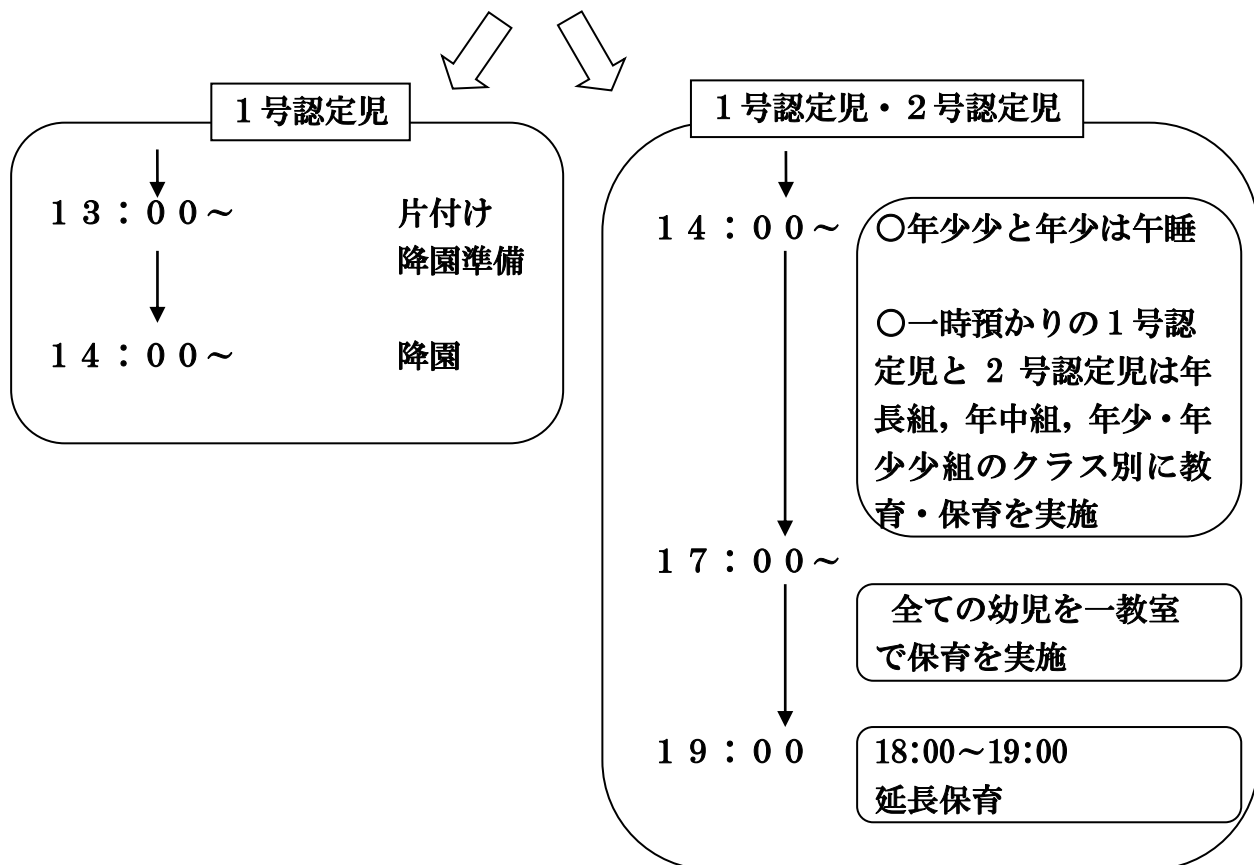 １号認定児
１３：００～ 片付け
降園準備
１４：００～ 降園
１号認定児・２号認定児
１４：００～ 〇年少少と年少は午睡
〇一時預かりの１号認
定児と 2 号認定児は年
長組，年中組，年少・年
少少組のクラス別に教
育・保育を実施
１７：００～
全ての幼児を一教室
で保育を実施
１９：００ 18:00～19:00
延長保育